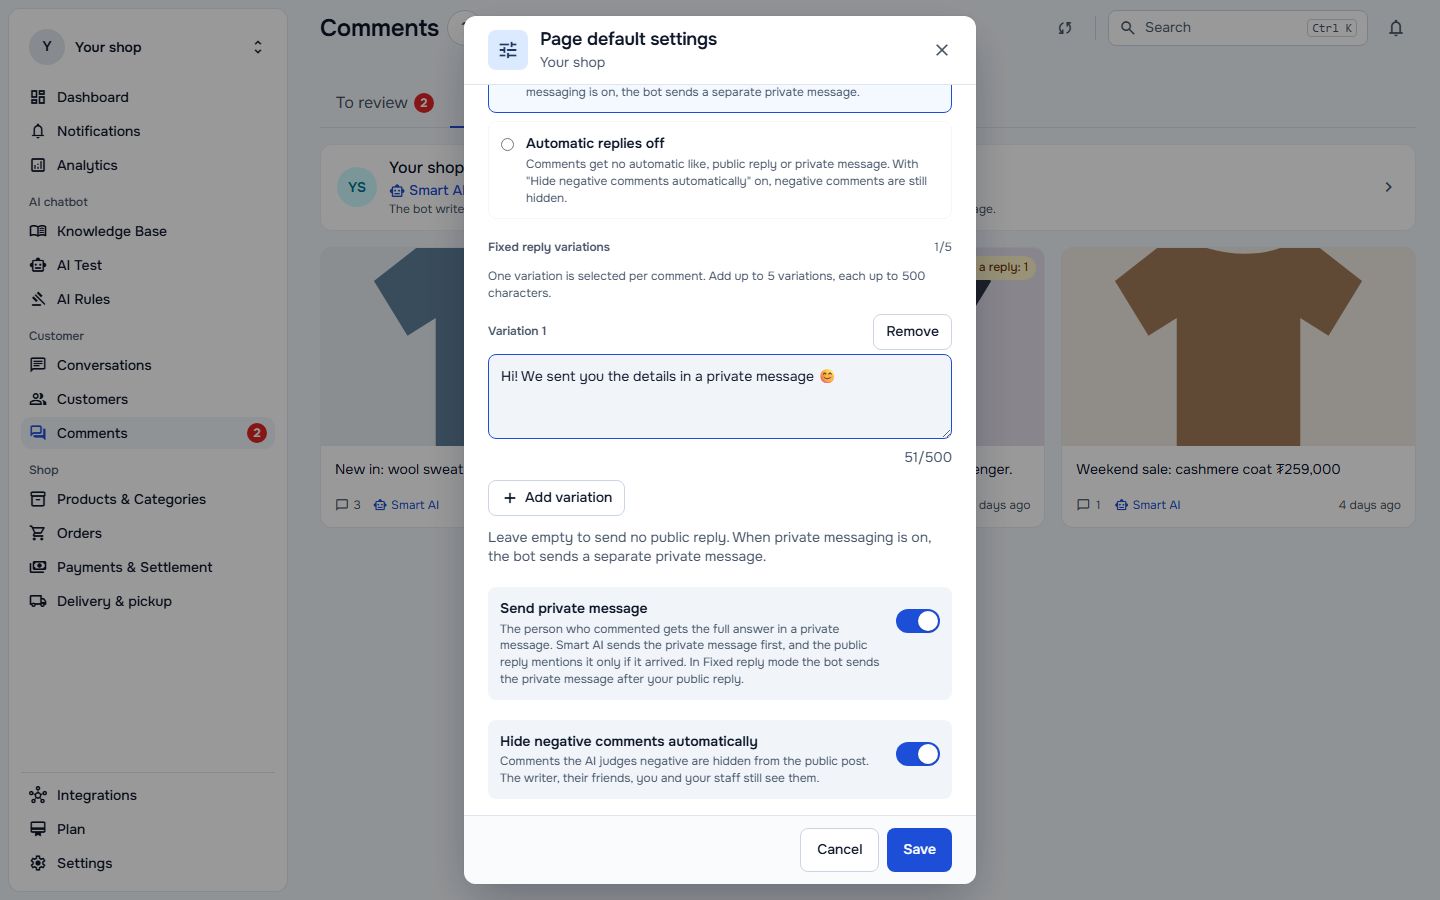 Y
Your shop
Dashboard
Notifications
Analytics
AI chatbot
Knowledge Base
AI Test
AI Rules
Customer
Conversations
Customers
Comments
2
Shop
Products & Categories
Orders
Payments & Settlement
Delivery & pickup
Integrations
Plan
Settings
Comments
Search
Ctrl K
To review
2
YS
Your shop
Smart AI
The bot write
age.
New in: wool sweat
3
Smart AI
a reply: 1
enger.
days ago
Weekend sale: cashmere coat ₮259,000
1
Smart AI
4 days ago
Page default settings
Your shop
messaging is on, the bot sends a separate private message.
Automatic replies off
Comments get no automatic like, public reply or private message. With
"Hide negative comments automatically" on, negative comments are still
hidden.
Fixed reply variations
1/5
One variation is selected per comment. Add up to 5 variations, each up to 500
characters.
Variation 1
Remove
Hi! We sent you the details in a private message 😊
51/500
Add variation
Leave empty to send no public reply. When private messaging is on,
the bot sends a separate private message.
Send private message
The person who commented gets the full answer in a private
message. Smart AI sends the private message first, and the public
reply mentions it only if it arrived. In Fixed reply mode the bot sends
the private message after your public reply.
Hide negative comments automatically
Comments the AI judges negative are hidden from the public post.
The writer, their friends, you and your staff still see them.
Cancel
Save